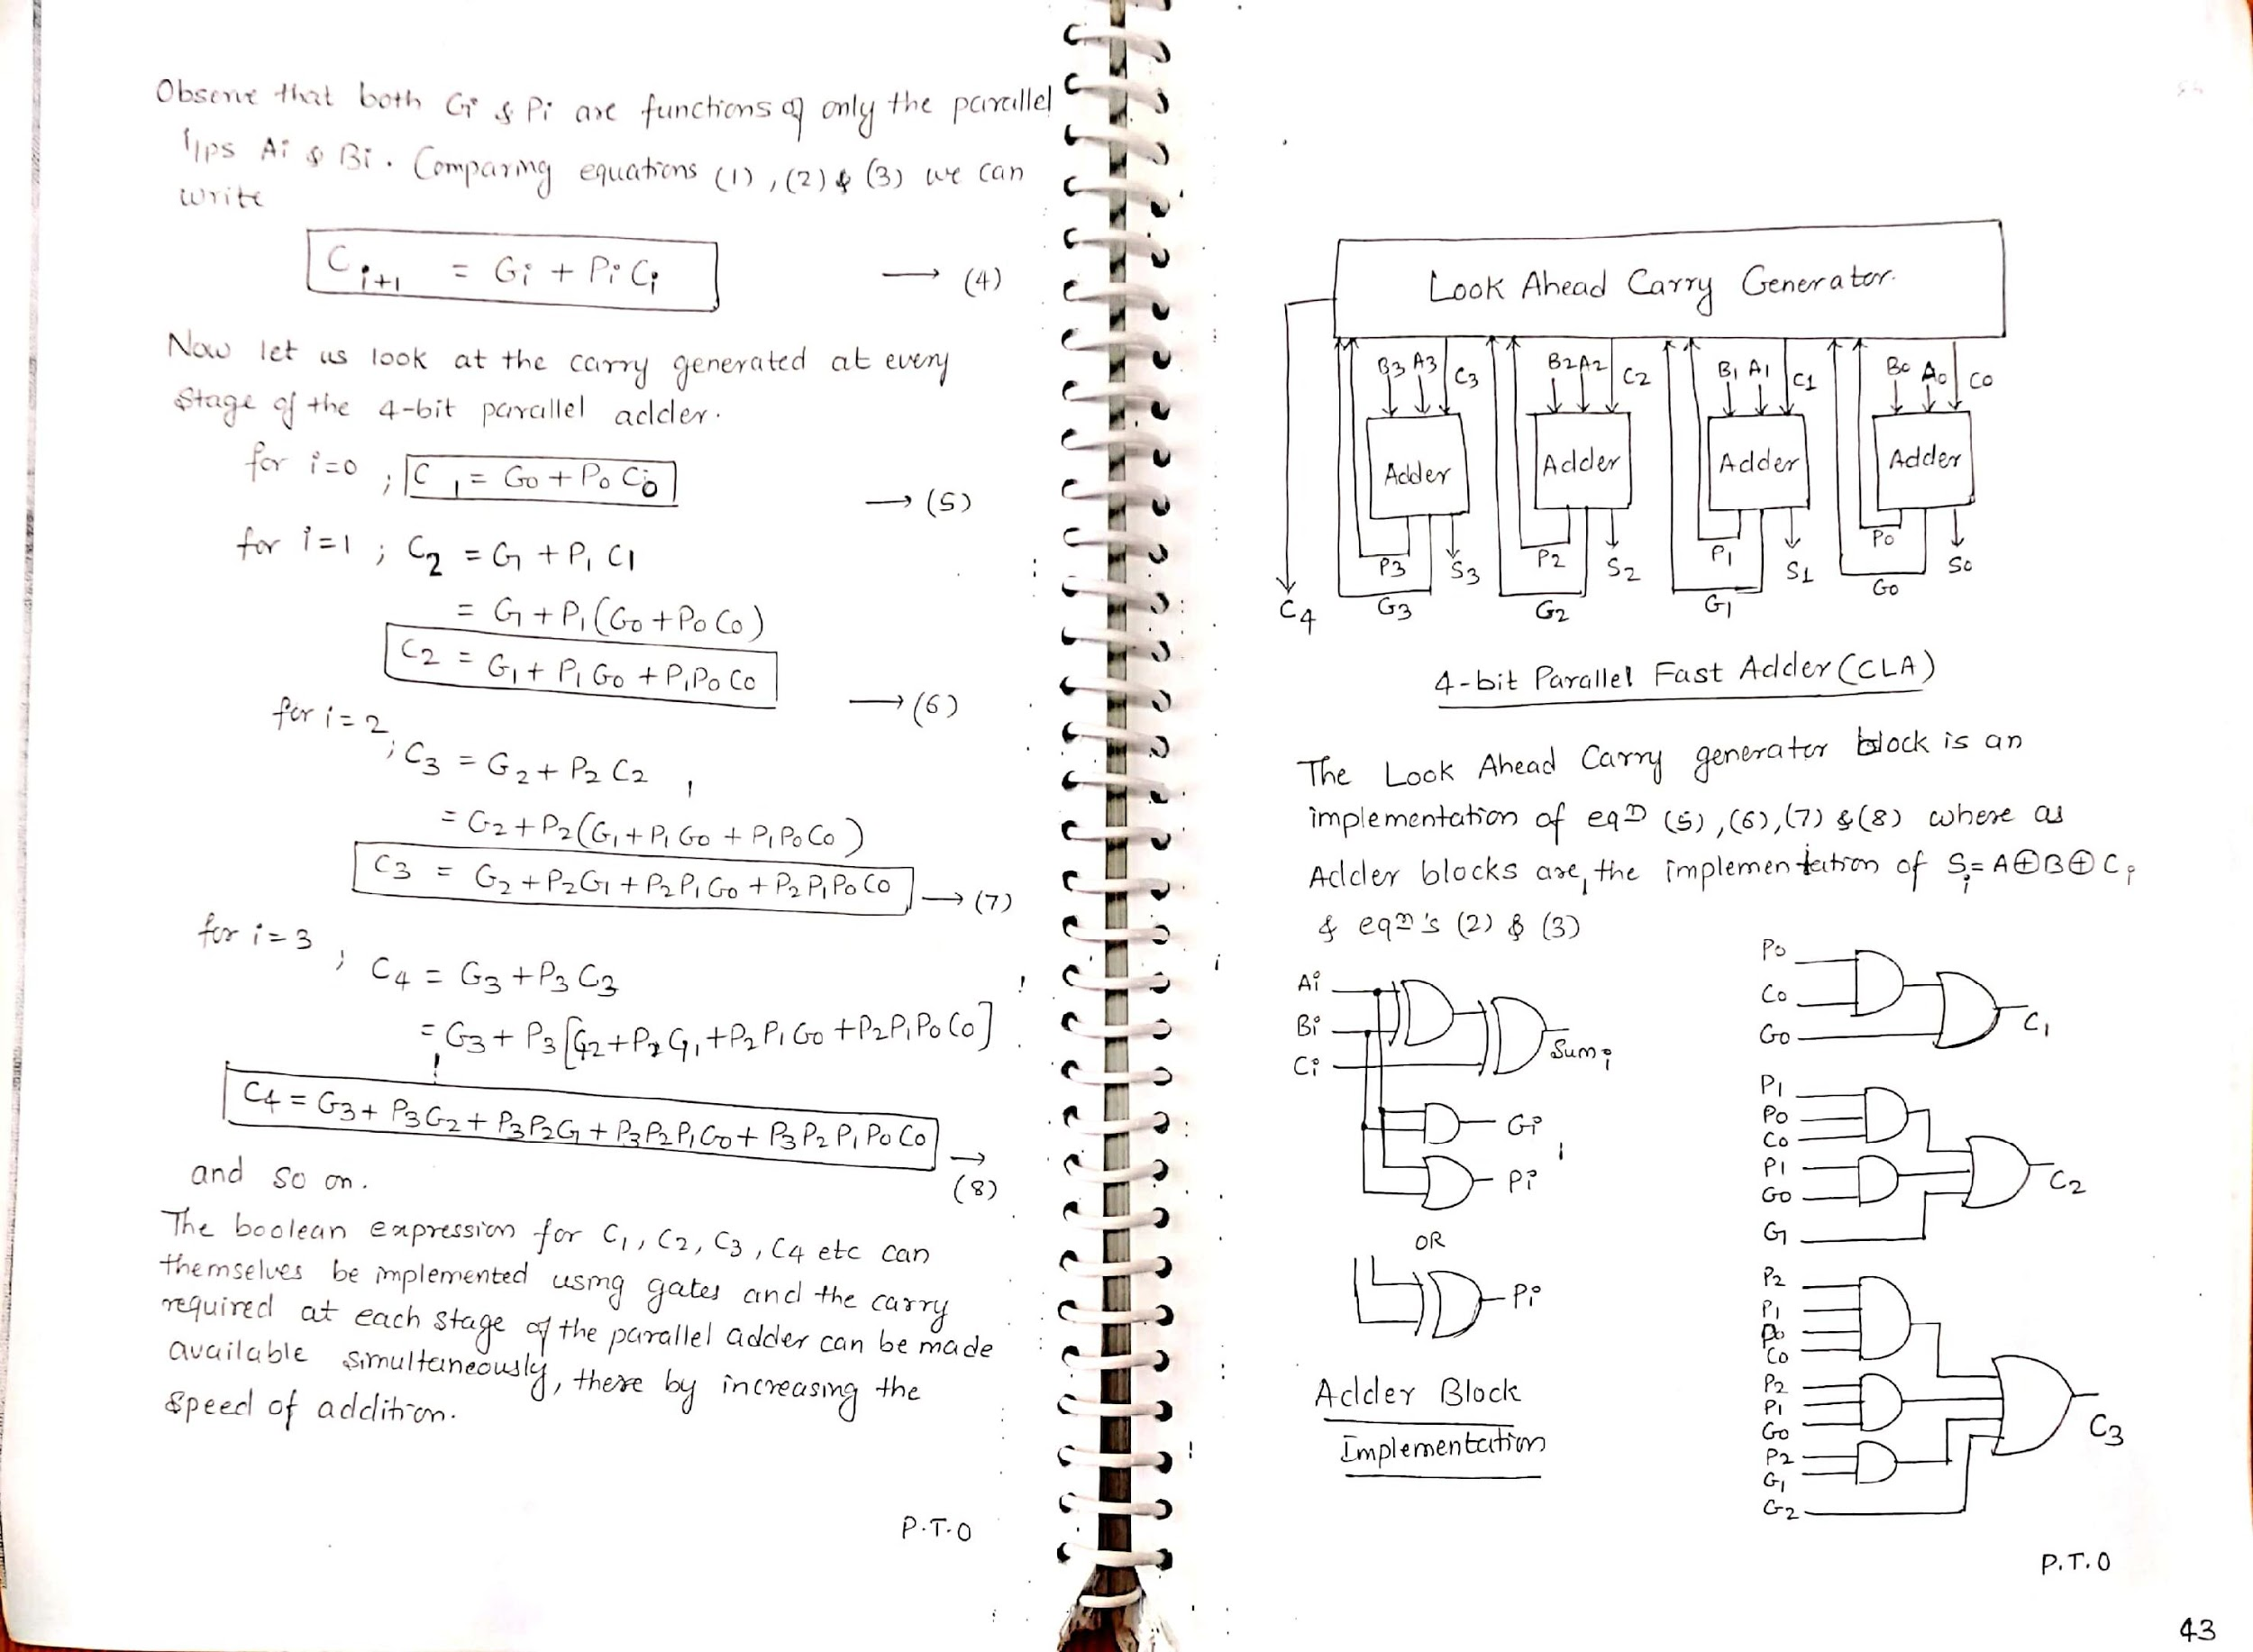 Observe that both Gi & Pi are functions of only the parallel
i/ps Ai & Bi. Comparing equations (1), (2) & (3) we can
write
C i+1 = Gi + Pi Ci → (4)
Now let us look at the carry generated at every
Stage of the 4-bit parallel adder.
for i=0 ; C1 = G0 + P0 C0 → (5)
for i=1 ; C2 = G1 + P1 C1
= G1 + P1 (G0 + P0 C0)
C2 = G1 + P1 G0 + P1 P0 C0 → (6)
for i=2 ; C3 = G2 + P2 C2
= G2 + P2 (G1 + P1 G0 + P1 P0 C0)
C3 = G2 + P2 G1 + P2 P1 G0 + P2 P1 P0 C0 → (7)
for i=3 ; C4 = G3 + P3 C3
= G3 + P3 [G2 + P2 G1 + P2 P1 G0 + P2 P1 P0 C0]
C4 = G3 + P3 G2 + P3 P2 G1 + P3 P2 P1 G0 + P3 P2 P1 P0 C0 → (8)
and so on.
The boolean expression for C1, C2, C3, C4 etc can
themselves be implemented using gates and the carry
required at each stage of the parallel adder can be made
available simultaneously, there by increasing the
speed of addition.
P.T.O
Look Ahead Carry Generator.
B3 A3 C3 B2 A2 C2 B1 A1 C1 B0 A0 C0
Adder Adder Adder Adder
P3 S3 P2 S2 P1 S1 P0 S0
C4 G3 G2 G1 G0
4-bit Parallel Fast Adder (CLA)
The Look Ahead Carry generator block is an
implementation of eqn (5), (6), (7) & (8) where as
Adder blocks are, the implementation of Si = A⊕B⊕Ci
& eqn's (2) & (3)
Ai
Bi
Ci
Sumi
Gi
Pi
OR
Pi
Adder Block
Implementation
P0
C0
G0
C1
P1
P0
C0
P1
G0
G1
C2
P2
P1
P0
C0
P2
P1
G0
P2
G1
G2
C3
P.T.O
43